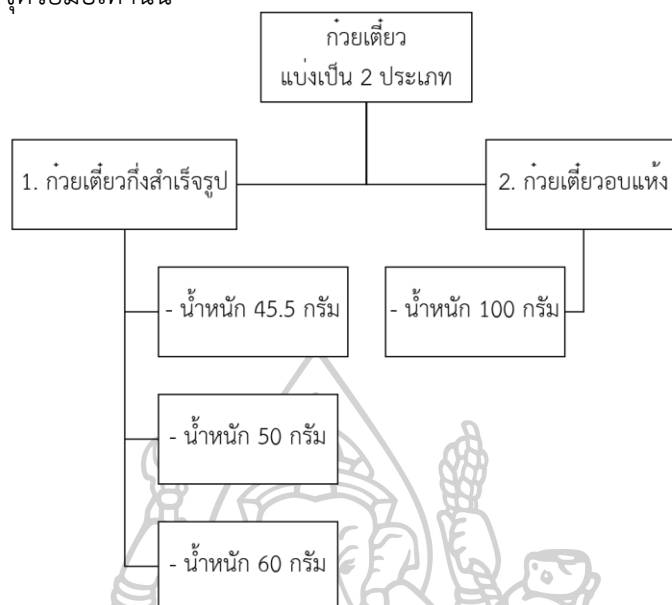 ก๋วยเตี๋ยว
แบ่งเป็น 2 ประเภท
1. ก๋วยเตี๋ยวกึ่งสำเร็จรูป
2. ก๋วยเตี๋ยวอบแห้ง
- น้ำหนัก 45.5 กรัม
- น้ำหนัก 100 กรัม
- น้ำหนัก 50 กรัม
- น้ำหนัก 60 กรัม